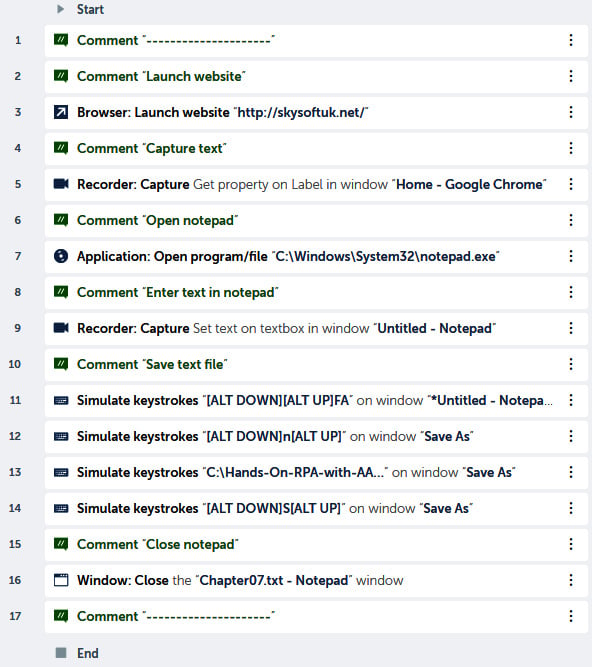 Start
1 Comment "---------------------"
2 Comment "Launch website"
3 Browser: Launch website "http://skysoftuk.net/"
4 Comment "Capture text"
5 Recorder: Capture Get property on Label in window "Home - Google Chrome"
6 Comment "Open notepad"
7 Application: Open program/file "C:\Windows\System32\notepad.exe"
8 Comment "Enter text in notepad"
9 Recorder: Capture Set text on textbox in window "Untitled - Notepad"
10 Comment "Save text file"
11 Simulate keystrokes "[ALT DOWN][ALT UP]FA" on window "*Untitled - Notepa...
12 Simulate keystrokes "[ALT DOWN]n[ALT UP]" on window "Save As"
13 Simulate keystrokes "C:\Hands-On-RPA-with-AA..." on window "Save As"
14 Simulate keystrokes "[ALT DOWN]S[ALT UP]" on window "Save As"
15 Comment "Close notepad"
16 Window: Close the "Chapter07.txt - Notepad" window
17 Comment "---------------------"
End